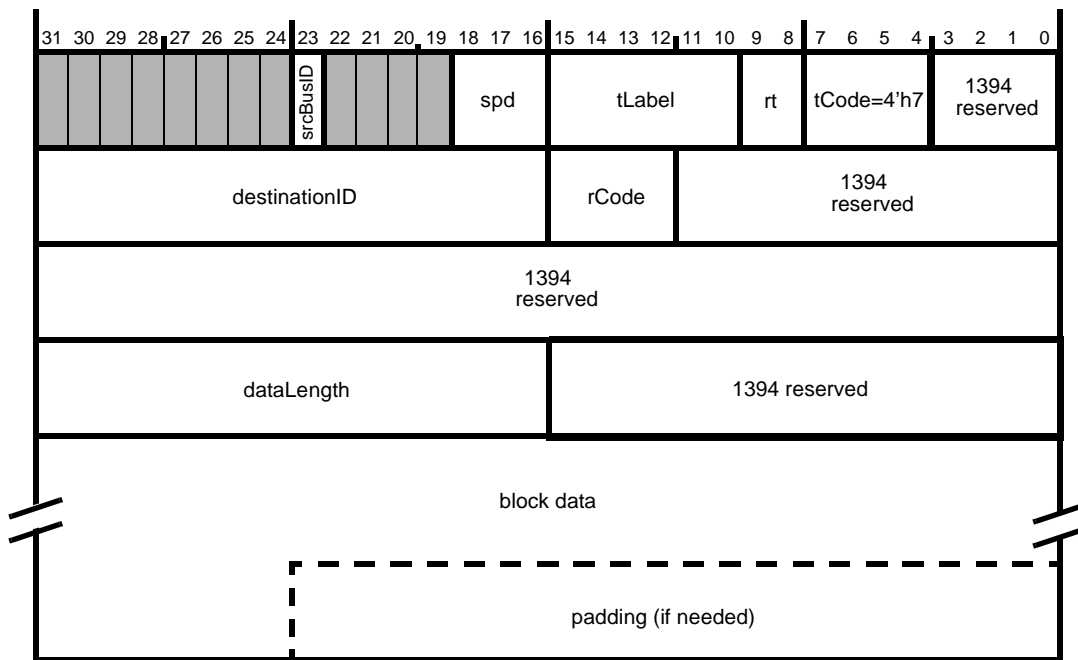 31 30 29 28 27 26 25 24 23 22 21 20 19 18 17 16 15 14 13 12 11 10 9 8 7 6 5 4 3 2 1 0
srcBusID
spd
tLabel
rt
tCode=4’h7
1394
reserved
destinationID
rCode
1394
reserved
1394
reserved
dataLength
1394 reserved
block data
padding (if needed)